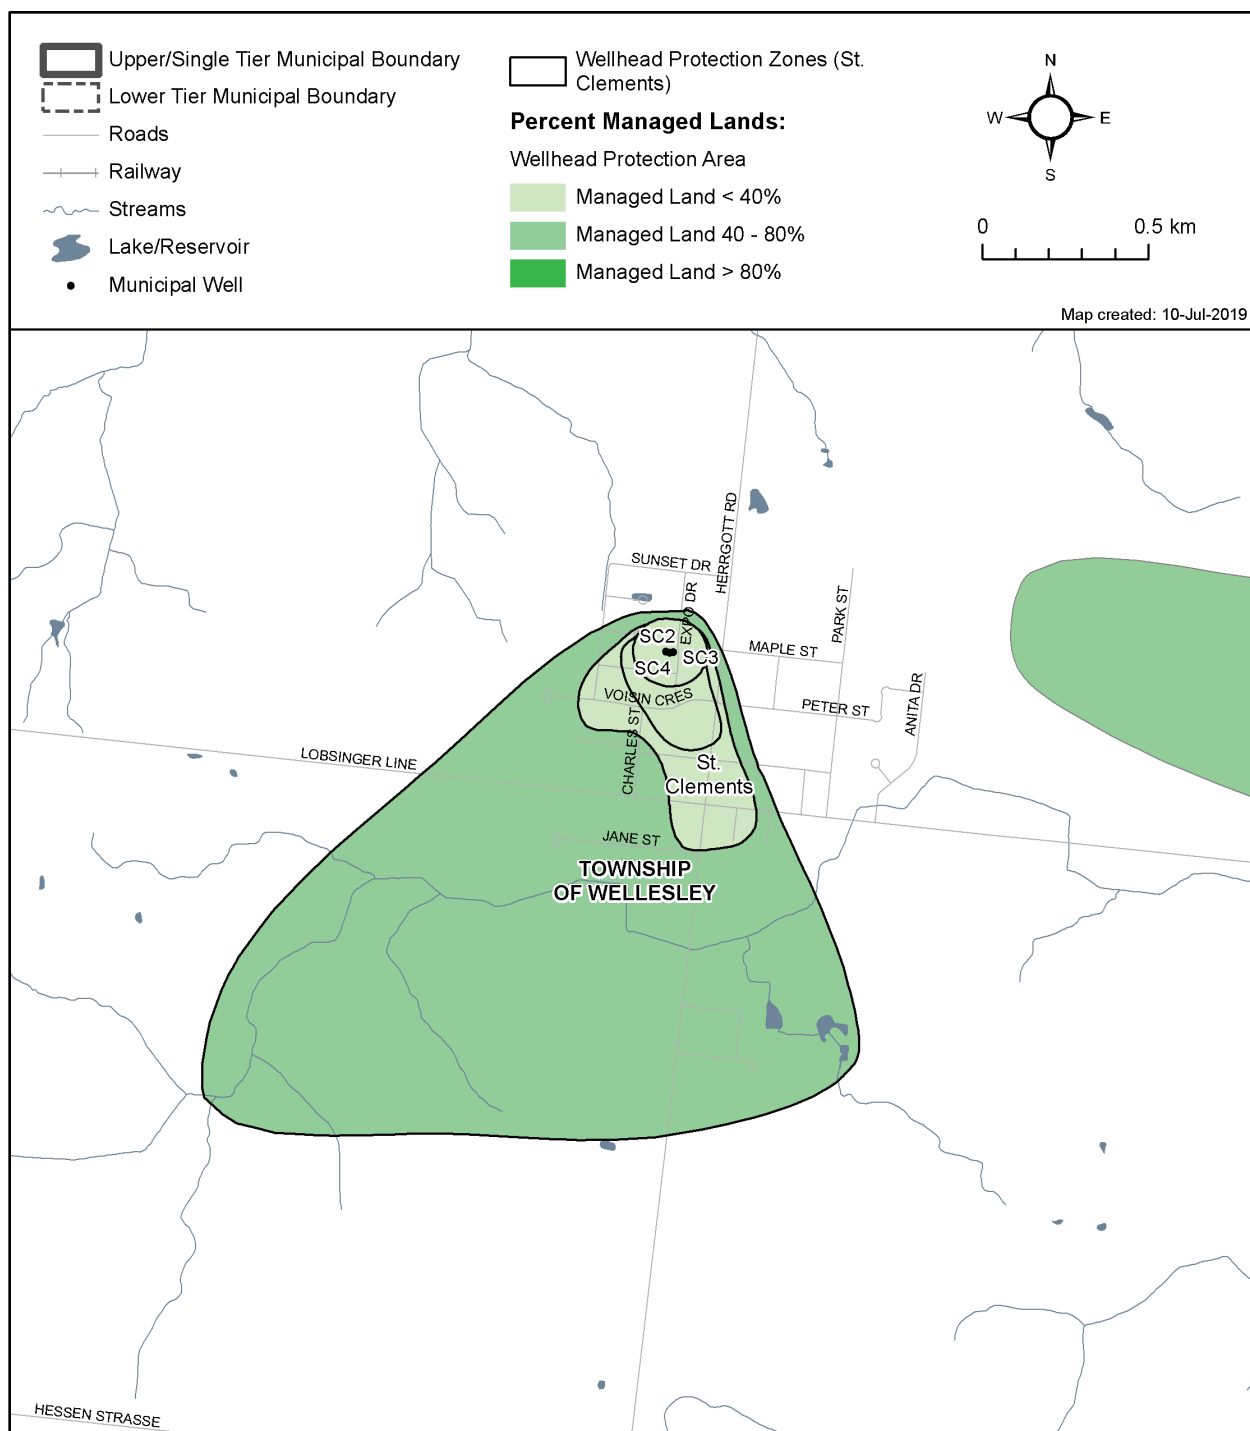 Upper/Single Tier Municipal Boundary
Lower Tier Municipal Boundary
Roads
Railway
Streams
Lake/Reservoir
Municipal Well
Wellhead Protection Zones (St.
Clements)
Percent Managed Lands:
Wellhead Protection Area
Managed Land < 40%
Managed Land 40 - 80%
Managed Land > 80%
N
W
E
S
0
0.5 km
Map created: 10-Jul-2019
HERRGOTT RD
SUNSET DR
EXPO DR
PARK ST
SC2
SC3
SC4
MAPLE ST
VOISIN CRES
PETER ST
ANITA DR
CHARLES ST
LOBSINGER LINE
St.
Clements
JANE ST
TOWNSHIP
OF WELLESLEY
HESSEN STRASSE